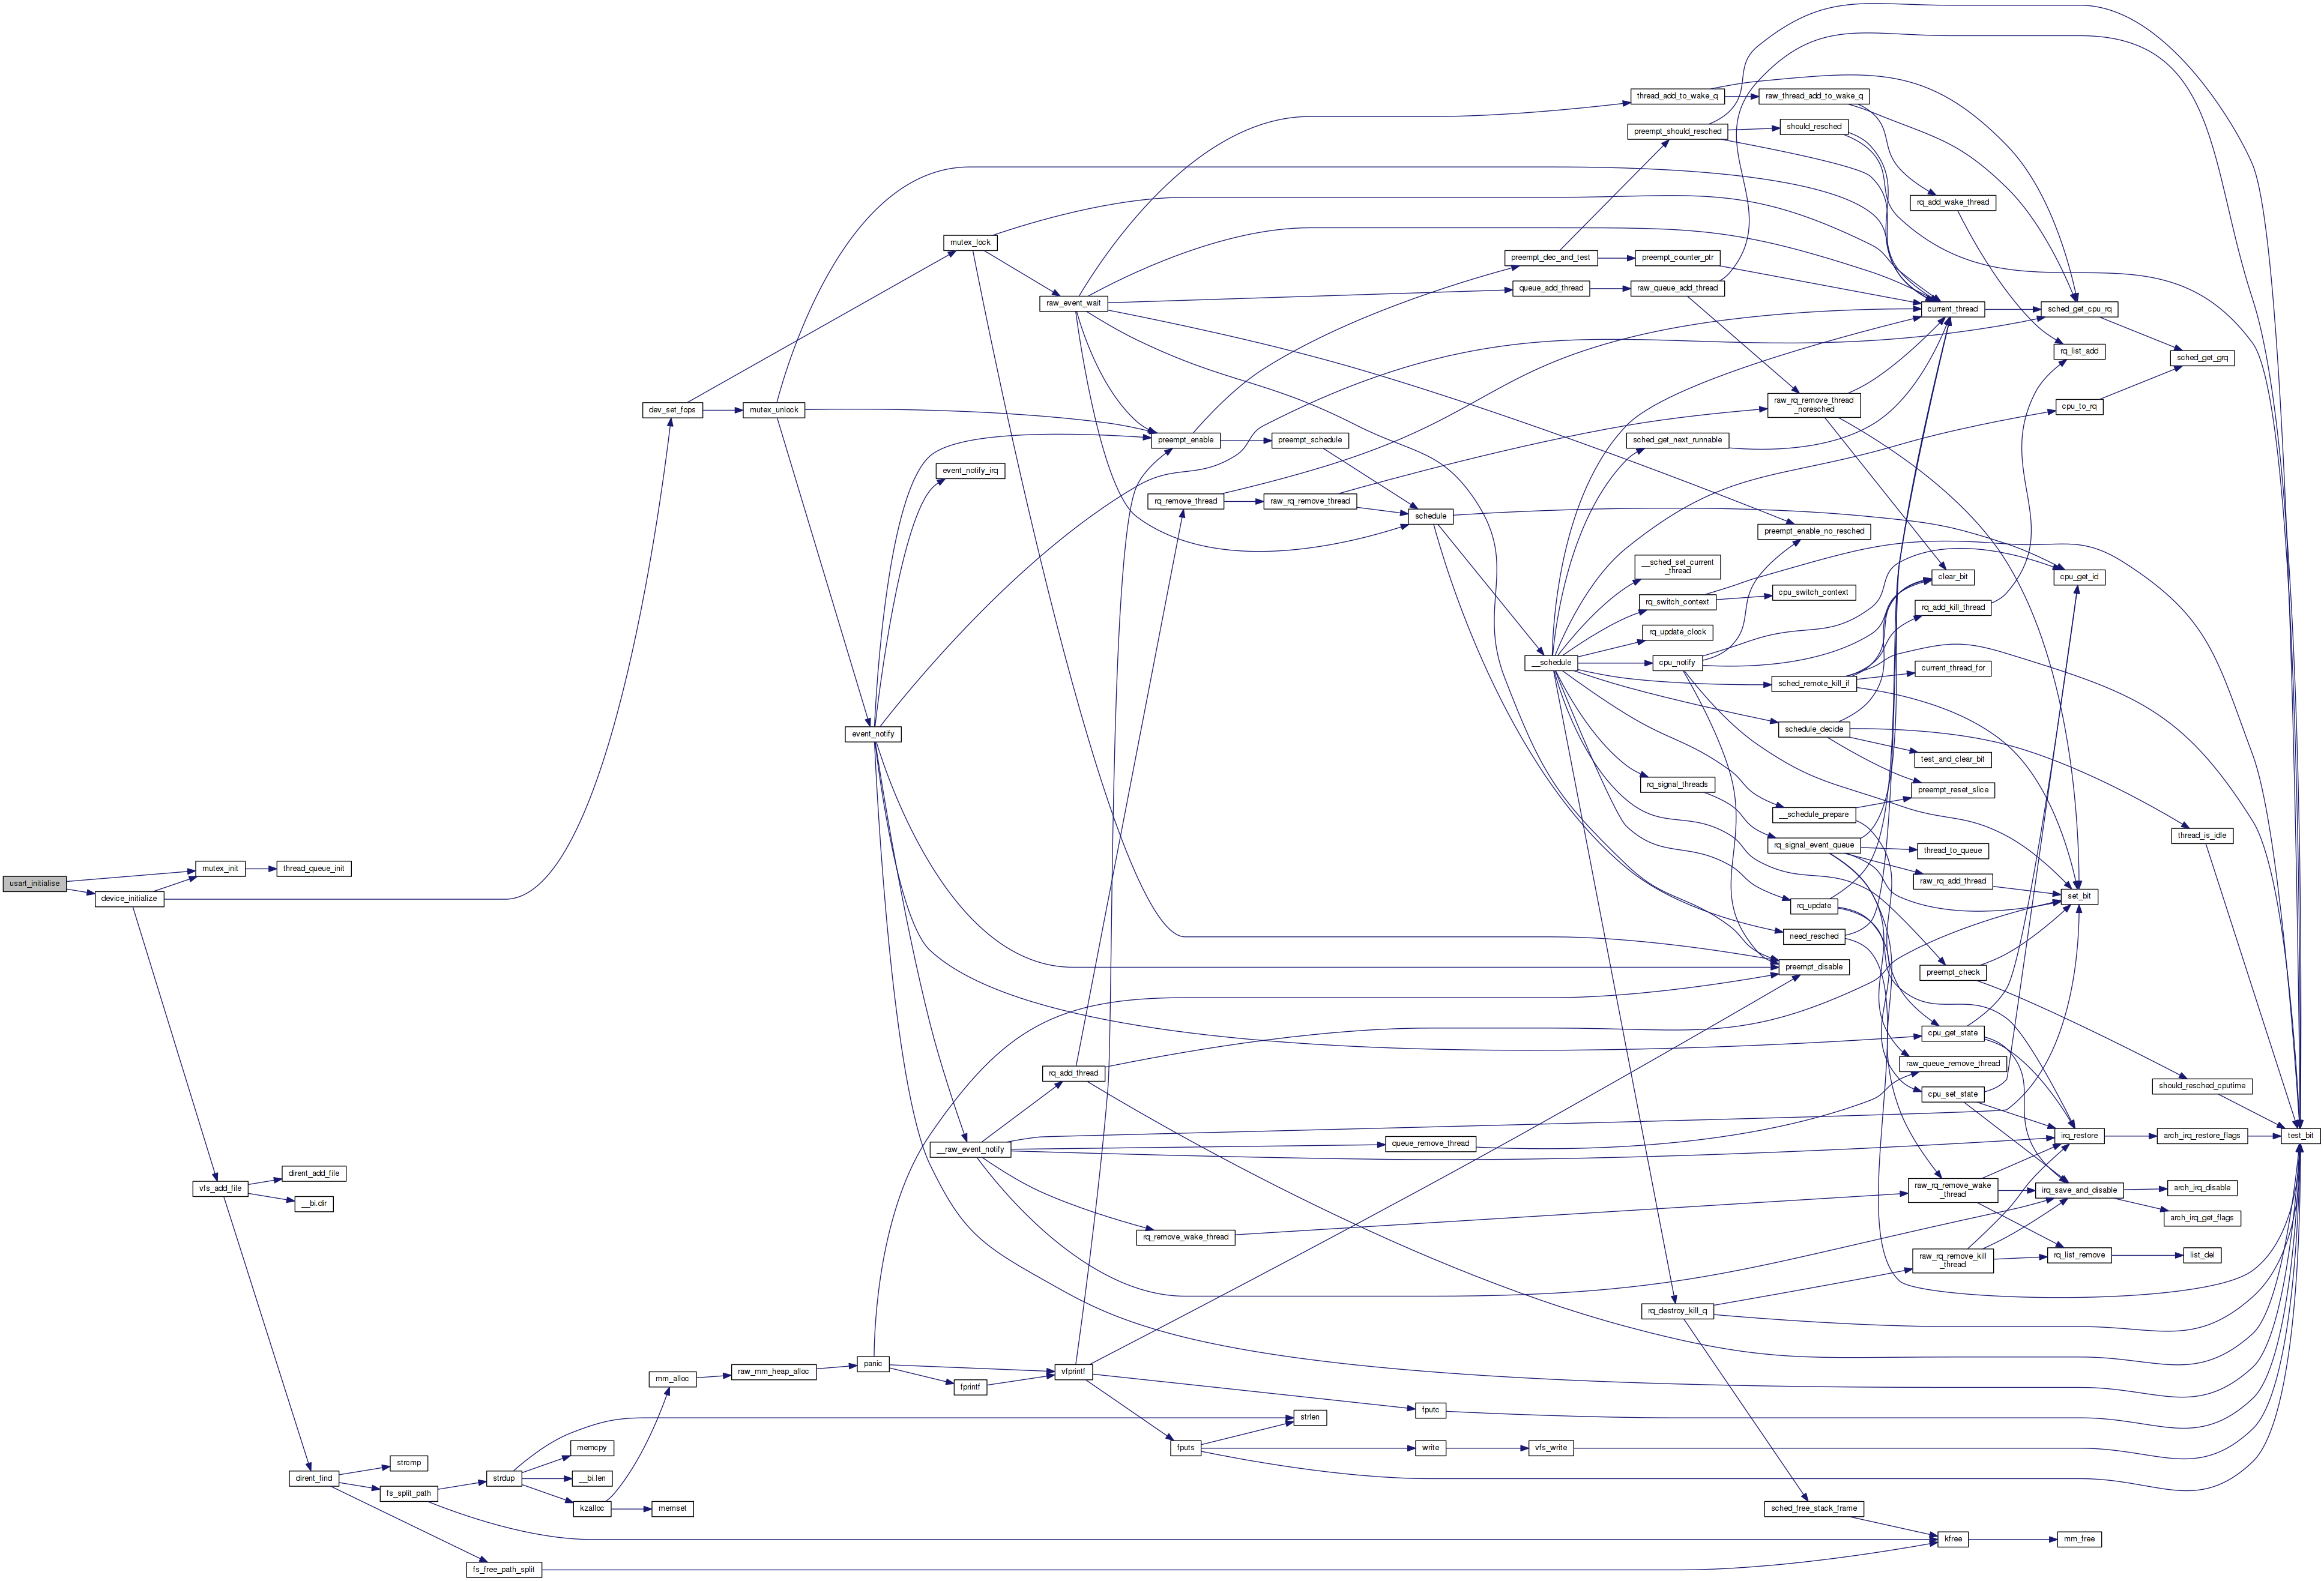 thread_add_to_wake_q
raw_thread_add_to_wake_q
preempt_should_resched
should_resched
rq_add_wake_thread
mutex_lock
preempt_dec_and_test
preempt_counter_ptr
queue_add_thread
raw_queue_add_thread
raw_event_wait
current_thread
sched_get_cpu_rq
rq_list_add
sched_get_grq
dev_set_fops
mutex_unlock
raw_rq_remove_thread
_noresched
cpu_to_rq
preempt_enable
preempt_schedule
sched_get_next_runnable
event_notify_irq
rq_remove_thread
raw_rq_remove_thread
schedule
preempt_enable_no_resched
__sched_set_current
_thread
clear_bit
cpu_get_id
rq_switch_context
cpu_switch_context
rq_add_kill_thread
rq_update_clock
__schedule
cpu_notify
sched_remote_kill_if
current_thread_for
event_notify
schedule_decide
test_and_clear_bit
rq_signal_threads
preempt_reset_slice
__schedule_prepare
thread_is_idle
rq_signal_event_queue
thread_to_queue
usart_initialise
mutex_init
thread_queue_init
device_initialize
raw_rq_add_thread
set_bit
rq_update
need_resched
preempt_disable
preempt_check
cpu_get_state
raw_queue_remove_thread
rq_add_thread
cpu_set_state
should_resched_cputime
irq_restore
arch_irq_restore_flags
test_bit
__raw_event_notify
queue_remove_thread
vfs_add_file
dirent_add_file
__bi.dir
raw_rq_remove_wake
_thread
irq_save_and_disable
arch_irq_disable
arch_irq_get_flags
rq_remove_wake_thread
raw_rq_remove_kill
_thread
rq_list_remove
list_del
rq_destroy_kill_q
mm_alloc
raw_mm_heap_alloc
panic
fprintf
vfprintf
fputc
strlen
fputs
write
vfs_write
dirent_find
strcmp
fs_split_path
strdup
memcpy
__bi.len
kzalloc
memset
sched_free_stack_frame
kfree
mm_free
fs_free_path_split